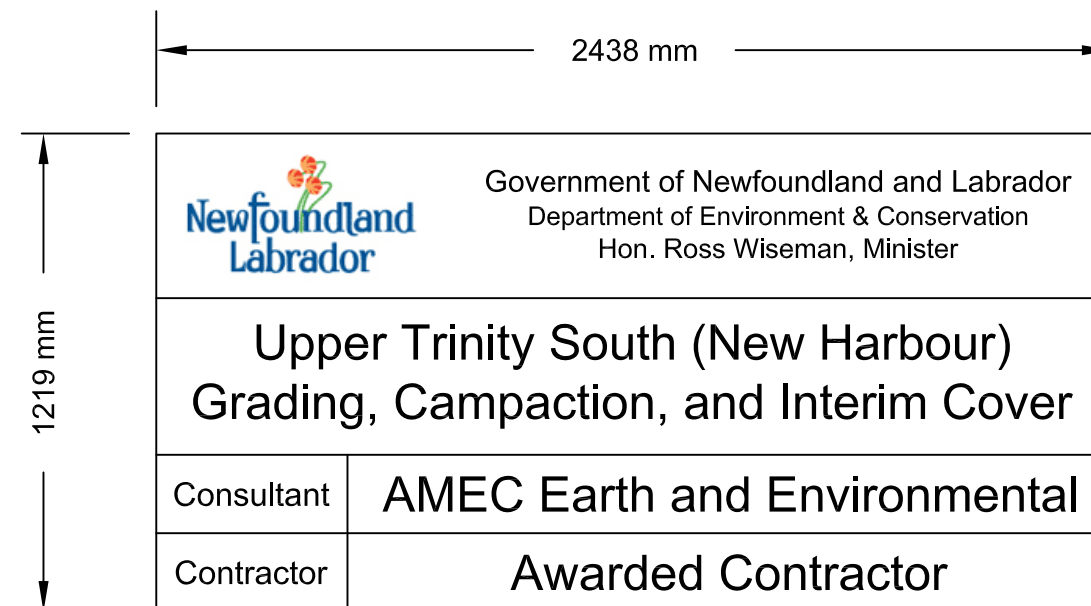 2438 mm
1219 mm
Newfoundland
Labrador
Government of Newfoundland and Labrador
Department of Environment & Conservation
Hon. Ross Wiseman, Minister
Upper Trinity South (New Harbour)
Grading, Campaction, and Interim Cover
Consultant AMEC Earth and Environmental
Contractor Awarded Contractor